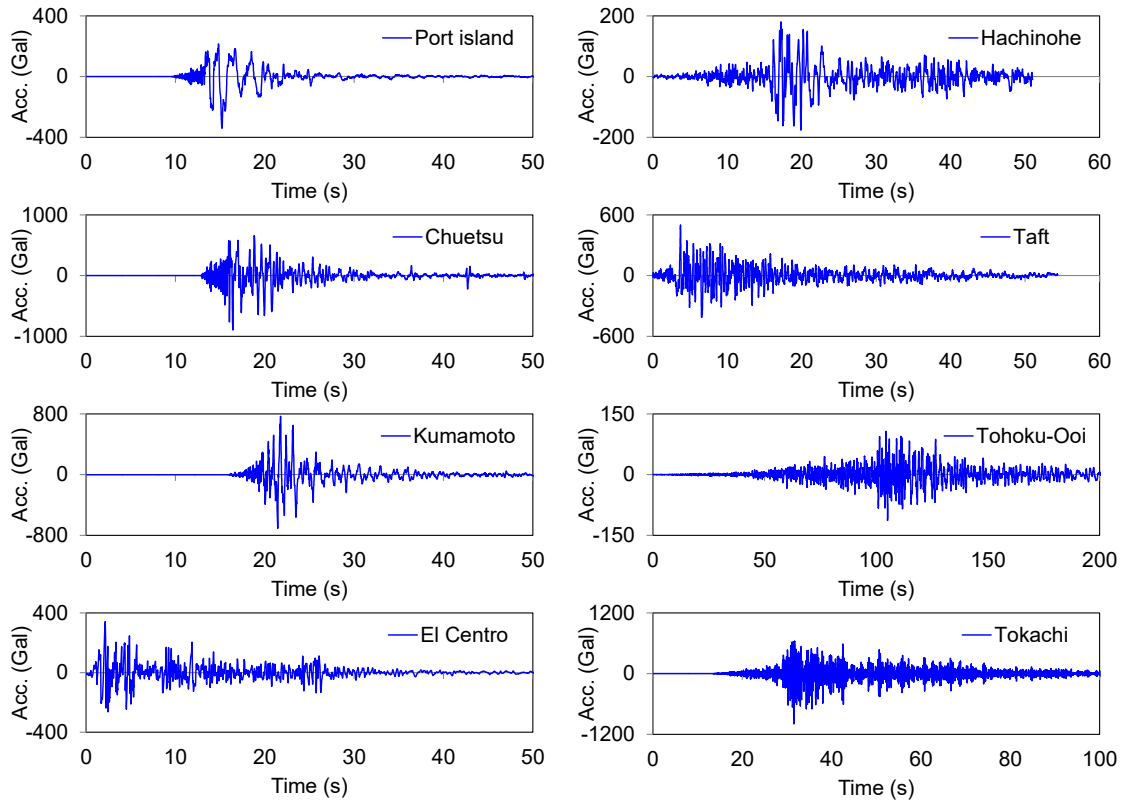 400
0
-400
Acc. (Gal)
Port island
0 10 20 30 40 50
Time (s)
200
0
-200
Acc. (Gal)
Hachinohe
0 10 20 30 40 50 60
Time (s)
1000
0
-1000
Acc. (Gal)
Chuetsu
0 10 20 30 40 50
Time (s)
600
0
-600
Acc. (Gal)
Taft
0 10 20 30 40 50 60
Time (s)
800
0
-800
Acc. (Gal)
Kumamoto
0 10 20 30 40 50
Time (s)
150
0
-150
Acc. (Gal)
Tohoku-Ooi
0 50 100 150 200
Time (s)
400
0
-400
Acc. (Gal)
El Centro
0 10 20 30 40 50
Time (s)
1200
0
-1200
Acc. (Gal)
Tokachi
0 20 40 60 80 100
Time (s)